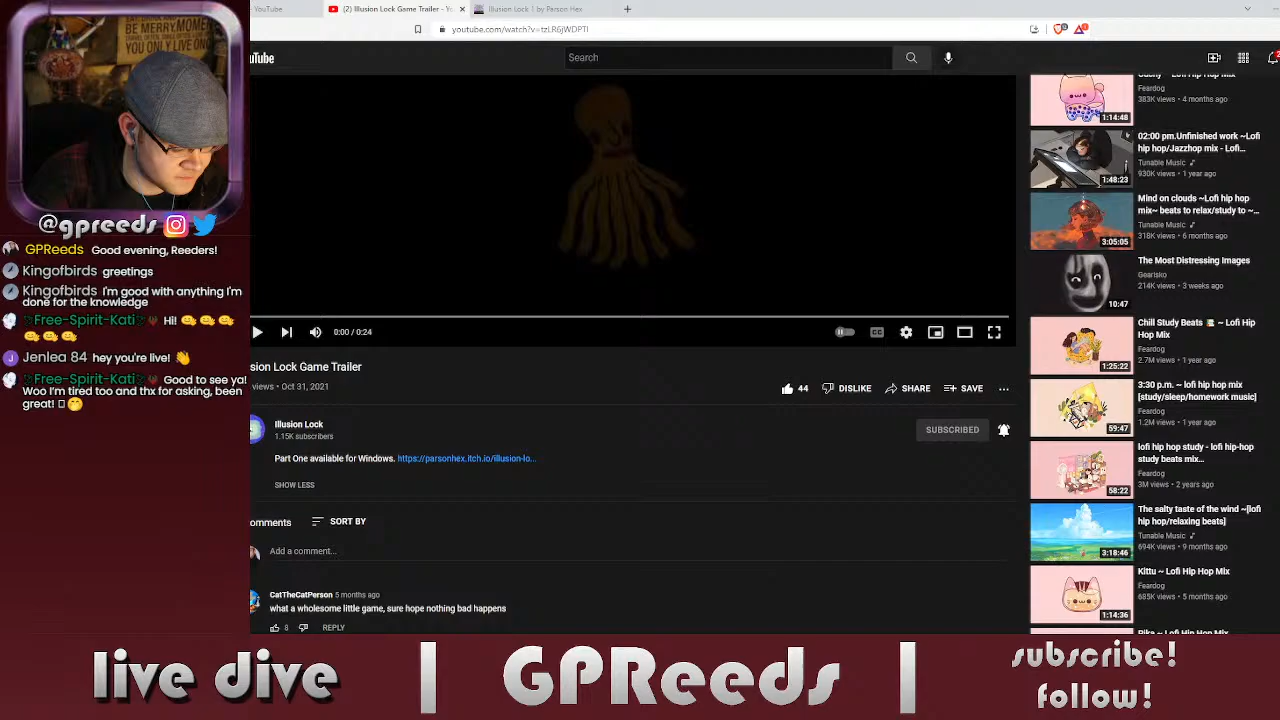 BE MERRY
YOU ONLY LIVE ON
@gpreeds
GPReeds Good evening, Reeders!
Kingofbirds greetings
Kingofbirds I'm good with anything I'm
done for the knowledge
Free-Spirit-Kati Hi!
Jenlea 84 hey you're live!
Free-Spirit-Kati Good to see ya!
Woo I'm tired too and thx for asking, been
great!
YouTube
(2) Illusion Lock Game Trailer - Yo
Illusion Lock 1 by Parson Hex
youtube.com/watch?v=tzLR6jWDPTI
uTube
Search
0:00 / 0:24
CC
sion Lock Game Trailer
views • Oct 31, 2021
44
DISLIKE
SHARE
SAVE
Illusion Lock
1.15K subscribers
SUBSCRIBED
Part One available for Windows. https://parsonhex.itch.io/illusion-lo...
SHOW LESS
omments
SORT BY
Add a comment...
CatTheCatPerson 5 months ago
what a wholesome little game, sure hope nothing bad happens
8
REPLY
Feardog
383K views • 4 months ago
1:14:48
02:00 pm.Unfinished work ~Lofi
hip hop/Jazzhop mix - Lofi...
Tunable Music
930K views • 1 year ago
1:48:23
Mind on clouds ~lofi hip hop
mix~ beats to relax/study to ~...
Tunable Music
318K views • 6 months ago
3:05:05
The Most Distressing Images
Gearisko
214K views • 3 weeks ago
10:47
Chill Study Beats ~ Lofi Hip
Hop Mix
Feardog
2.7M views • 1 year ago
1:25:22
3:30 p.m. ~ lofi hip hop mix
[study/sleep/homework music]
Feardog
1.2M views • 1 year ago
59:47
lofi hip hop study - lofi hip-hop
study beats mix...
Feardog
3M views • 2 years ago
58:22
The salty taste of the wind ~[lofi
hip hop/relaxing beats]
Tunable Music
694K views • 9 months ago
3:18:46
Kittu ~ Lofi Hip Hop Mix
Feardog
685K views • 5 months ago
1:14:36
live dive | GPReeds |
subscribe!
follow!